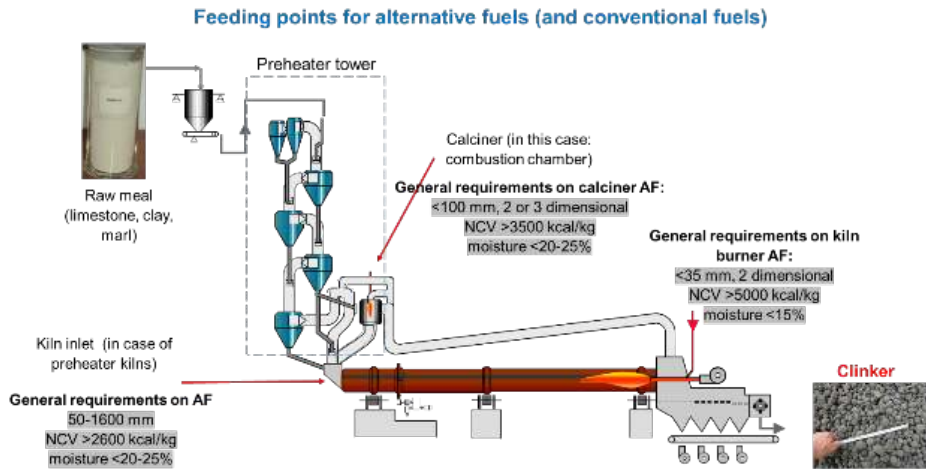 Feeding points for alternative fuels (and conventional fuels)
Preheater tower
Raw meal
(limestone, clay,
marl)
Calciner (in this case:
combustion chamber)
General requirements on calciner AF:
<100 mm, 2 or 3 dimensional
NCV >3500 kcal/kg
moisture <20-25%
General requirements on kiln
burner AF:
<35 mm, 2 dimensional
NCV >5000 kcal/kg
moisture <15%
Kiln inlet (in case of
preheater kilns)
General requirements on AF
50-1600 mm
NCV >2600 kcal/kg
moisture <20-25%
Clinker